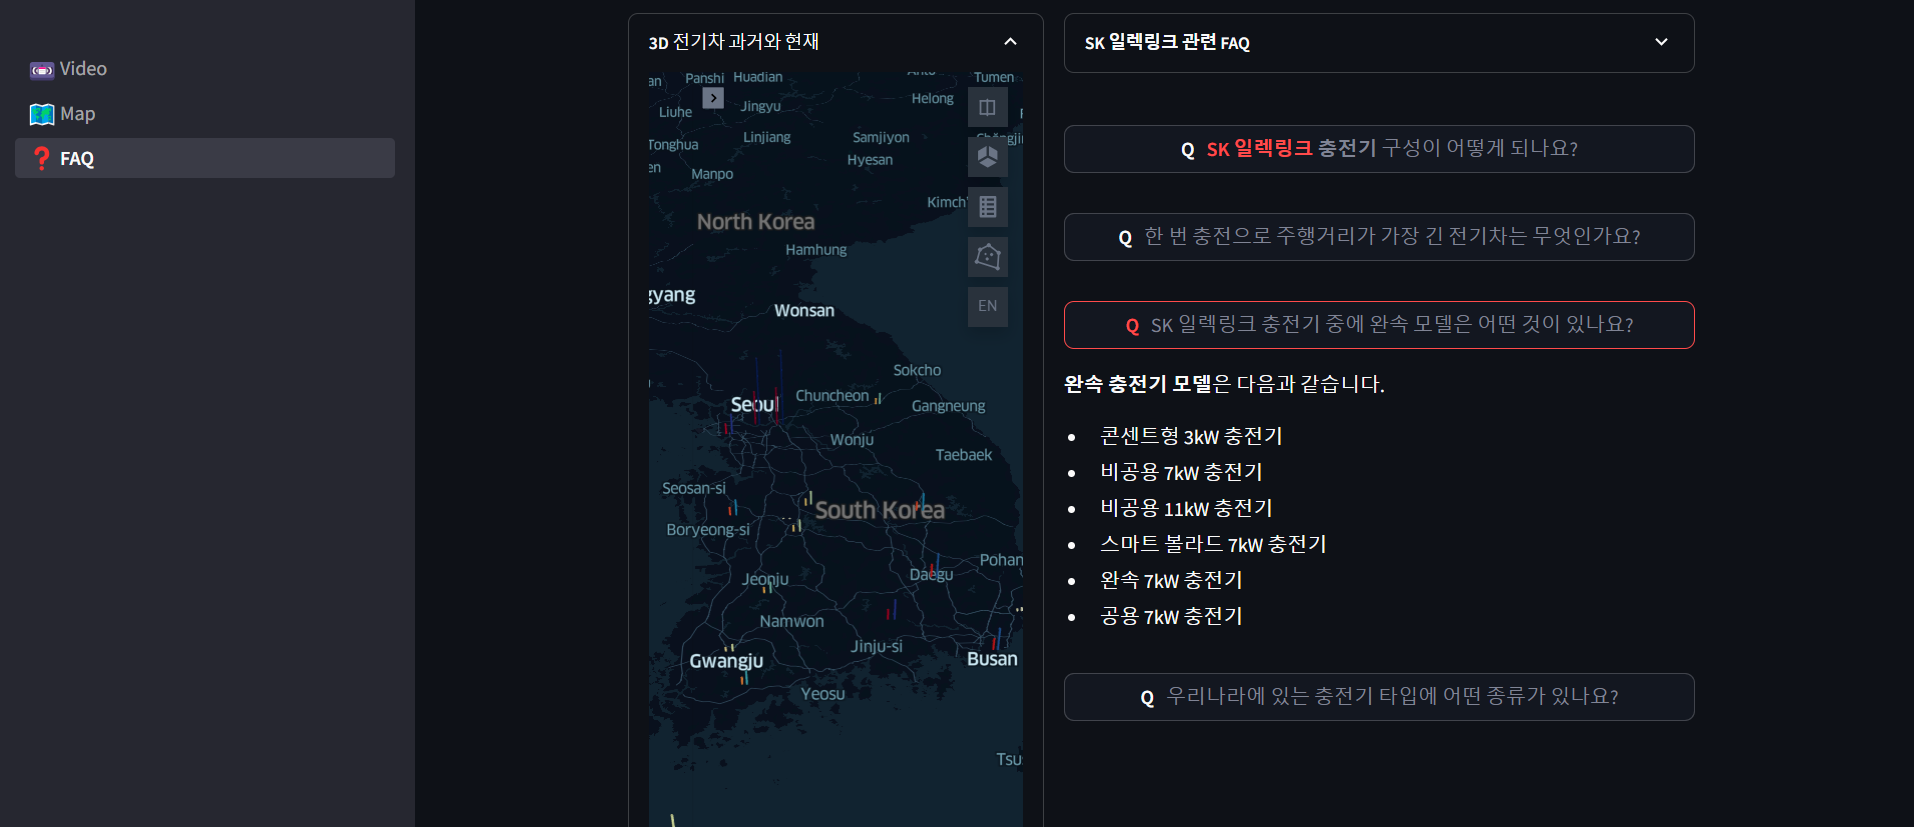 Video
Map
FAQ
3D 전기차 과거와 현재
Panshi Huadian
Tumen
Helong
Liuhe
Jingyu
Linjiang
Samjiyon
Tonghua
Hyesan
Manpo
Kimch'
North Korea
Hamhung
EN
gyang
Wonsan
Sokcho
Seoul
Chuncheon
Gangneung
Wonju
Taebaek
Seosan-si
South Korea
Boryeong-si
Pohan
Jeonju
Daegu
Namwon
Jinju-si
Gwangju
Busan
Yeosu
Tsu
SK 일렉링크 관련 FAQ
Q SK 일렉링크 충전기 구성이 어떻게 되나요?
Q 한 번 충전으로 주행거리가 가장 긴 전기차는 무엇인가요?
Q SK 일렉링크 충전기 중에 완속 모델은 어떤 것이 있나요?
완속 충전기 모델은 다음과 같습니다.
• 콘센트형 3kW 충전기
• 비공용 7kW 충전기
• 비공용 11kW 충전기
• 스마트 볼라드 7kW 충전기
• 완속 7kW 충전기
• 공용 7kW 충전기
Q 우리나라에 있는 충전기 타입에 어떤 종류가 있나요?